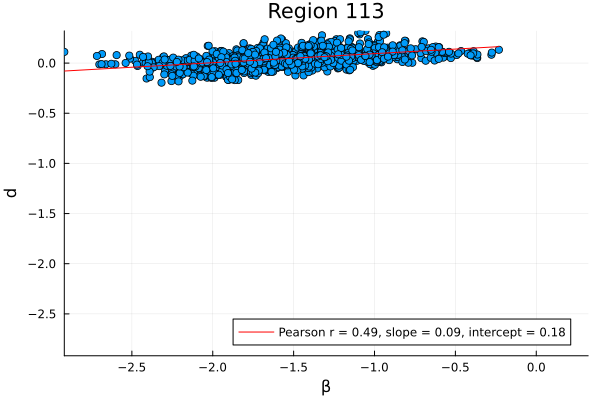 Region 113
0.0
−0.5
−1.0
−1.5
−2.0
−2.5
d
Pearson r = 0.49, slope = 0.09, intercept = 0.18
−2.5 −2.0 −1.5 −1.0 −0.5 0.0
β